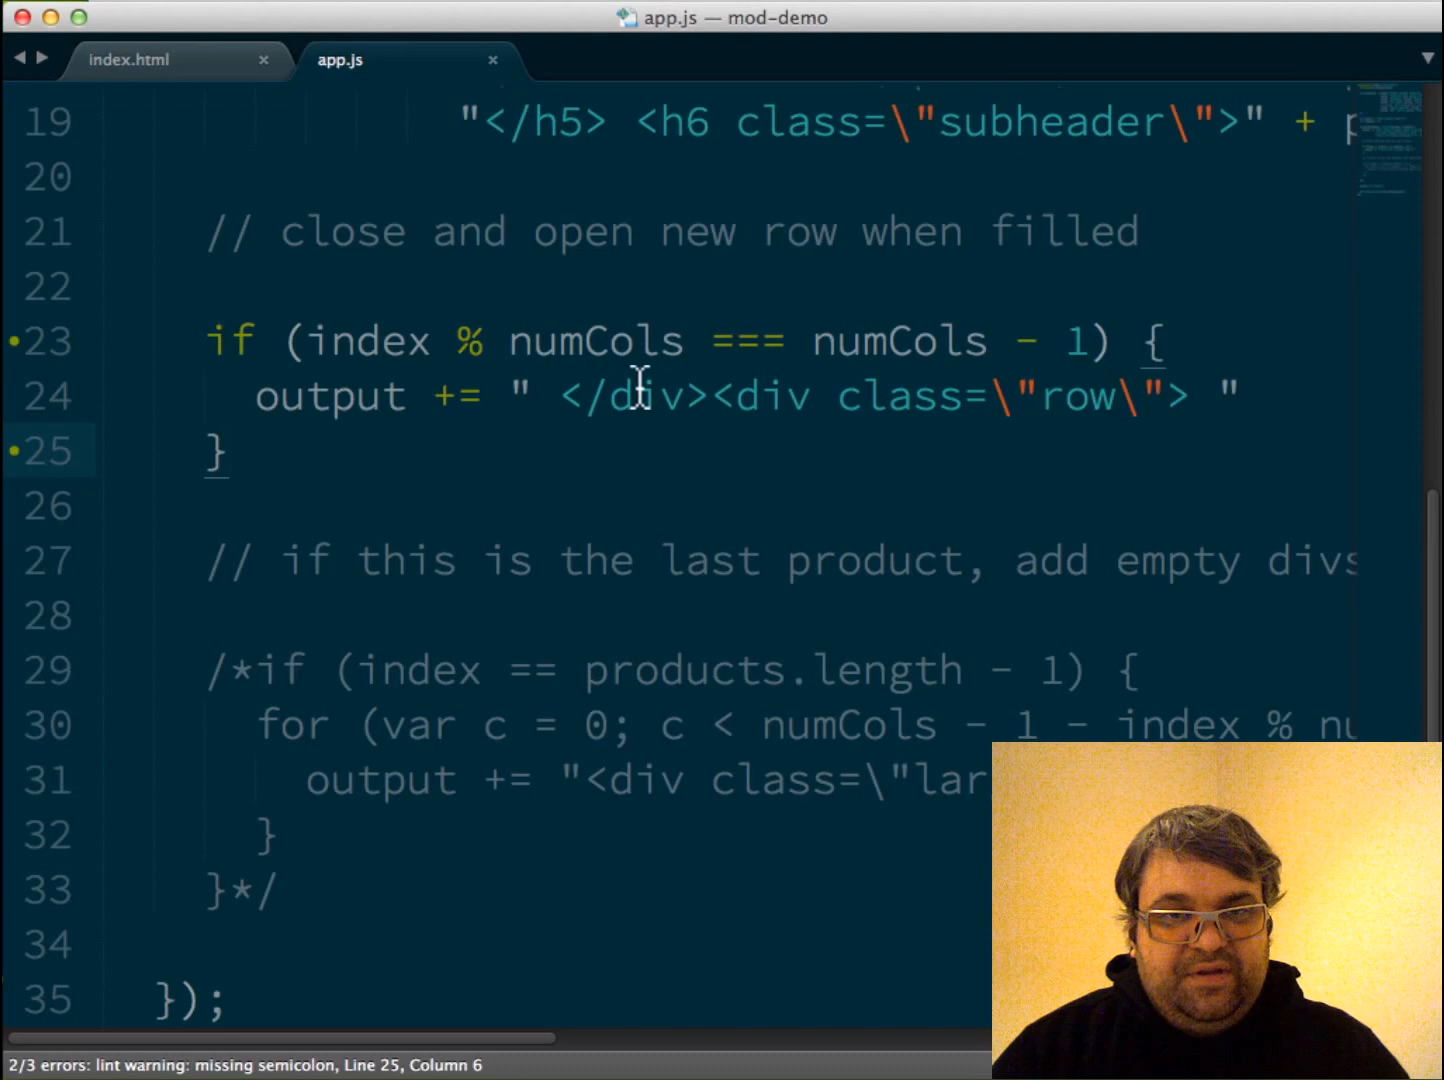 app.js — mod-demo
index.html × app.js ×
19 "</h5> <h6 class=\"subheader\">" + p
20
21 // close and open new row when filled
22
23 if (index % numCols === numCols - 1) {
24 output += " </div><div class=\"row\"> "
25 }
26
27 // if this is the last product, add empty divs
28
29 /*if (index == products.length - 1) {
30 for (var c = 0; c < numCols - 1 - index % nu
31 output += "<div class=\"lar
32 }
33 }*/
34
35 });
2/3 errors: lint warning: missing semicolon, Line 25, Column 6